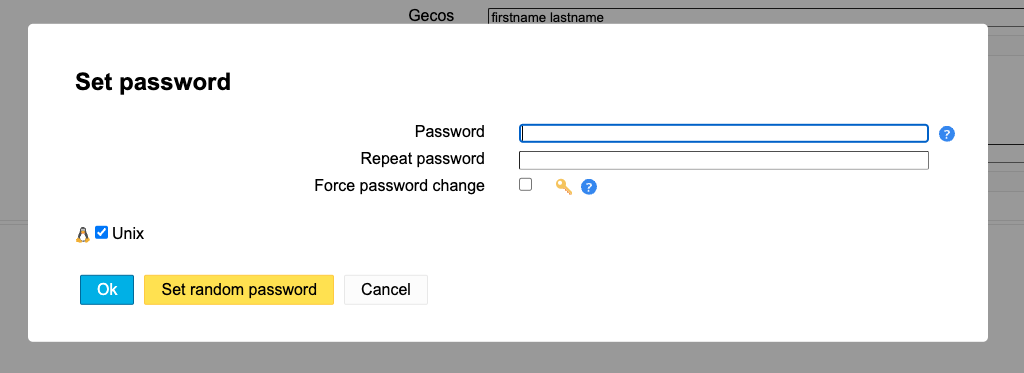 Gecos firstname lastname
Set password
Password ?
Repeat password
Force password change ?
Unix
Ok Set random password Cancel